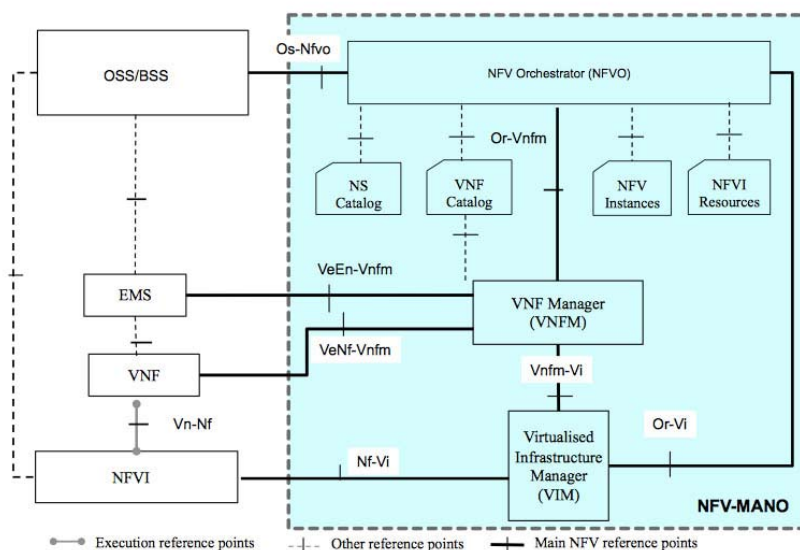 Os-Nfvo
OSS/BSS
NFV Orchestrator (NFVO)
Or-Vnfm
NS
Catalog
VNF
Catalog
NFV
Instances
NFVI
Resources
EMS
VeEn-Vnfm
VNF Manager
(VNFM)
VeNf-Vnfm
VNF
Vnfm-Vi
Vn-Nf
Virtualised
Infrastructure
Manager
(VIM)
Or-Vi
Nf-Vi
NFVI
NFV-MANO
Execution reference points
Other reference points
Main NFV reference points